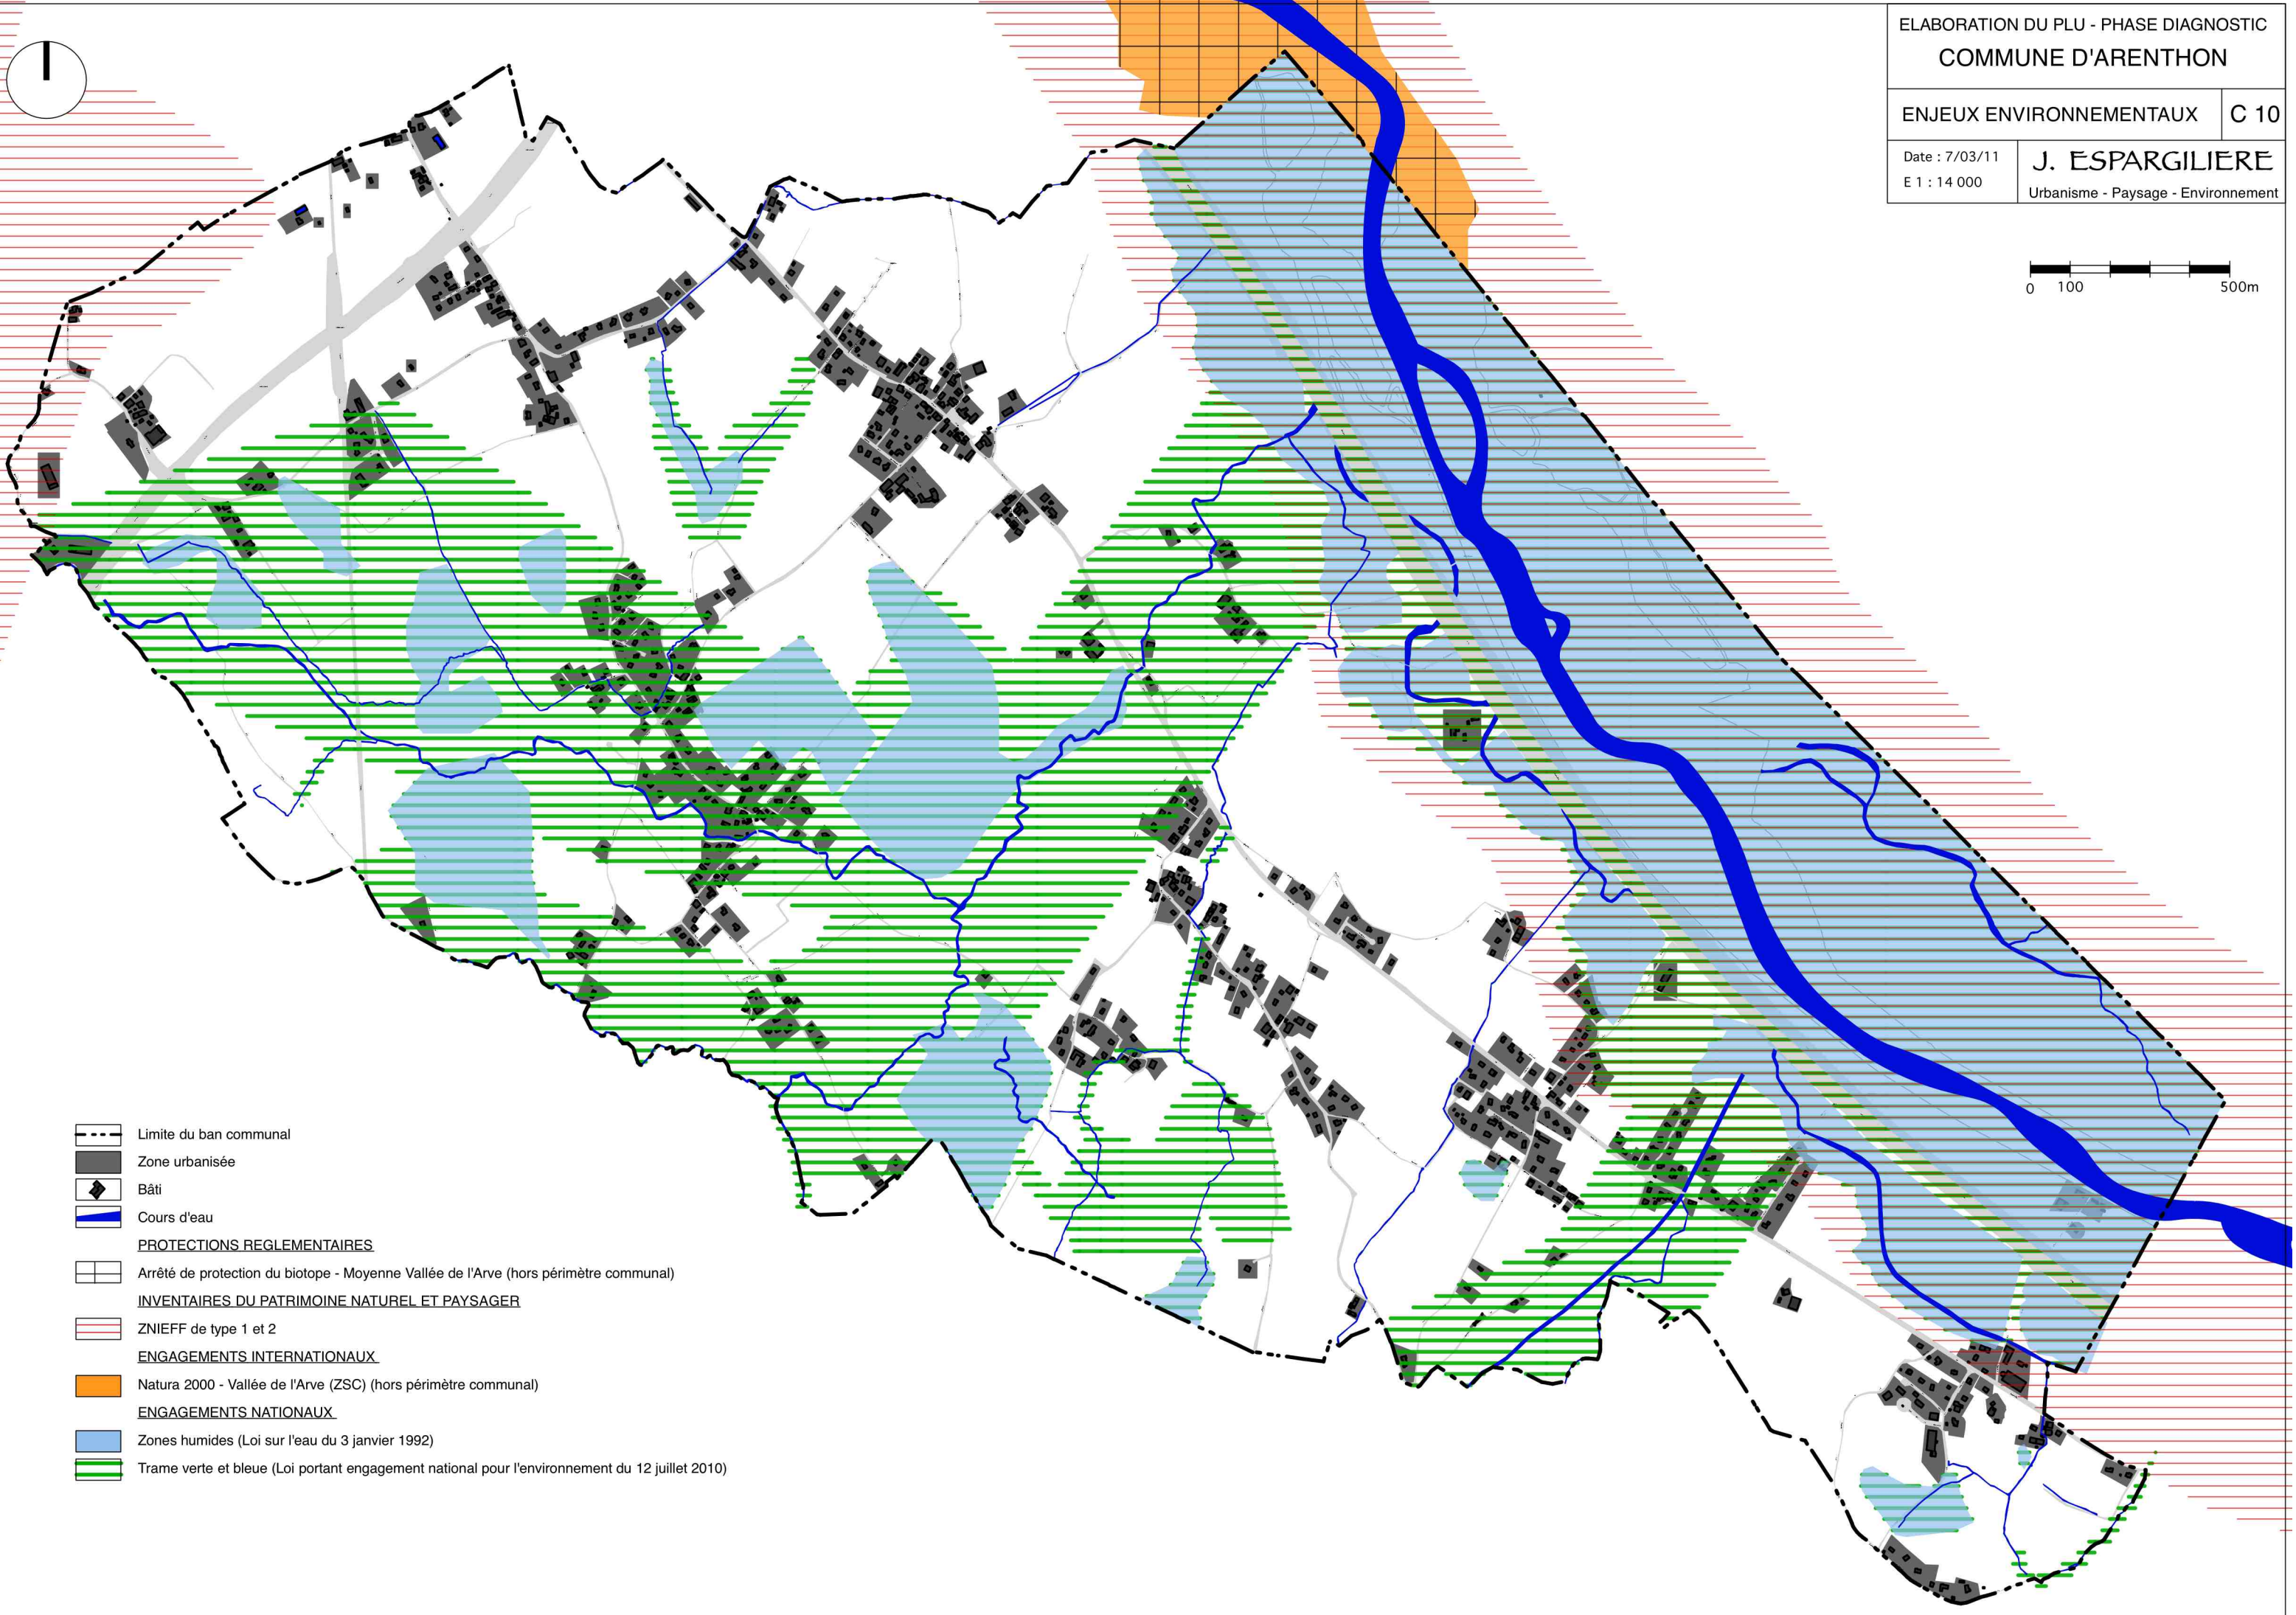 ELABORATION DU PLU - PHASE DIAGNOSTIC
COMMUNE D'ARENTHON
ENJEUX ENVIRONNEMENTAUX
C 10
Date : 7/03/11
E 1 : 14 000
J. ESPARGILIERE
Urbanisme - Paysage - Environnement
0 100 500m
Limite du ban communal
Zone urbanisée
Bâti
Cours d'eau
PROTECTIONS REGLEMENTAIRES
Arrêté de protection du biotope - Moyenne Vallée de l'Arve (hors périmètre communal)
INVENTAIRES DU PATRIMOINE NATUREL ET PAYSAGER
ZNIEFF de type 1 et 2
ENGAGEMENTS INTERNATIONAUX
Natura 2000 - Vallée de l'Arve (ZSC) (hors périmètre communal)
ENGAGEMENTS NATIONAUX
Zones humides (Loi sur l'eau du 3 janvier 1992)
Trame verte et bleue (Loi portant engagement national pour l'environnement du 12 juillet 2010)